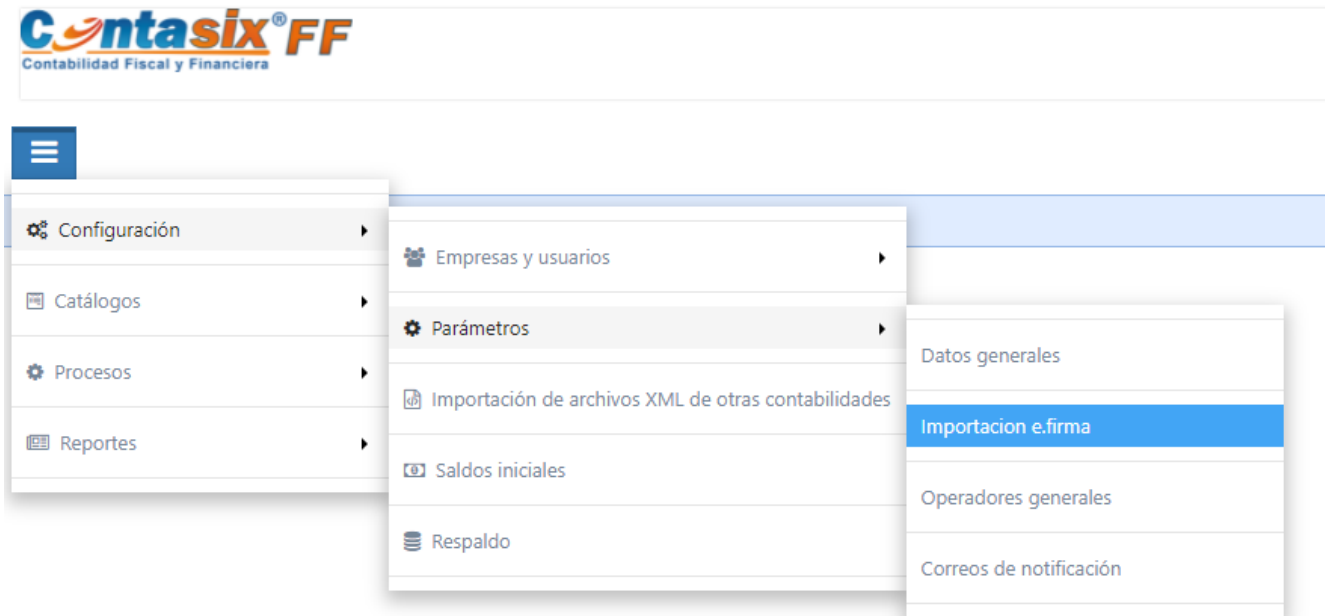 Contasix®FF
Contabilidad Fiscal y Financiera
Configuración
Catálogos
Procesos
Reportes
Empresas y usuarios
Parámetros
Importación de archivos XML de otras contabilidades
Saldos iniciales
Respaldo
Datos generales
Importacion e.firma
Operadores generales
Correos de notificación